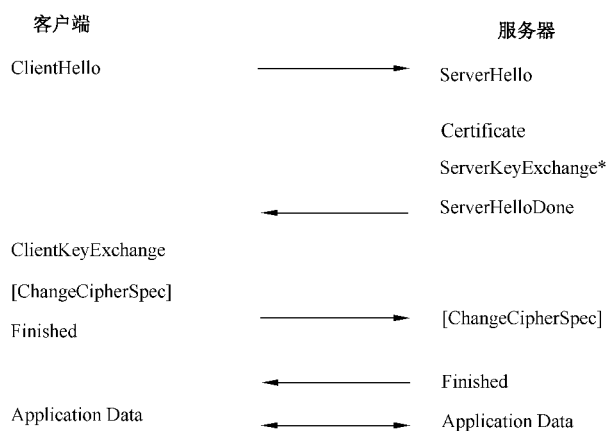 客户端
服务器
ClientHello
ServerHello
Certificate
ServerKeyExchange*
ServerHelloDone
ClientKeyExchange
[ChangeCipherSpec]
Finished
[ChangeCipherSpec]
Finished
Application Data
Application Data